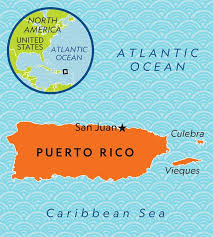 NORTH
AMERICA
UNITED
STATES
ATLANTIC
OCEAN
ATLANTIC
OCEAN
San Juan
Culebra
PUERTO RICO
Vieques
Caribbean Sea